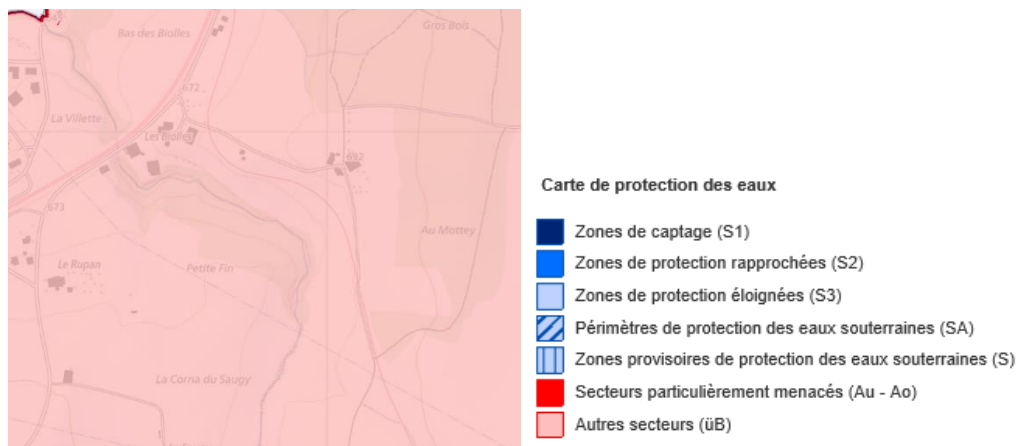 Gros Bois
Bas des Biolles
672
La Villette
Les Biolles
692
673
Au Mottey
Le Rupan
Petite Fin
La Corna du Saugy
Carte de protection des eaux
Zones de captage (S1)
Zones de protection rapprochées (S2)
Zones de protection éloignées (S3)
Périmètres de protection des eaux souterraines (SA)
Zones provisoires de protection des eaux souterraines (S)
Secteurs particulièrement menacés (Au - Ao)
Autres secteurs (üB)